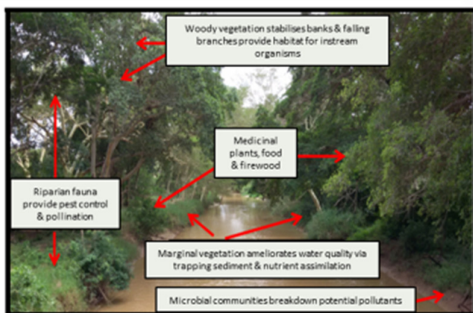 Woody vegetation stabilises banks & falling
branches provide habitat for instream
organisms
Medicinal
plants, food
& firewood
Riparian fauna
provide pest control
& pollination
Marginal vegetation ameliorates water quality via
trapping sediment & nutrient assimilation
Microbial communities breakdown potential pollutants